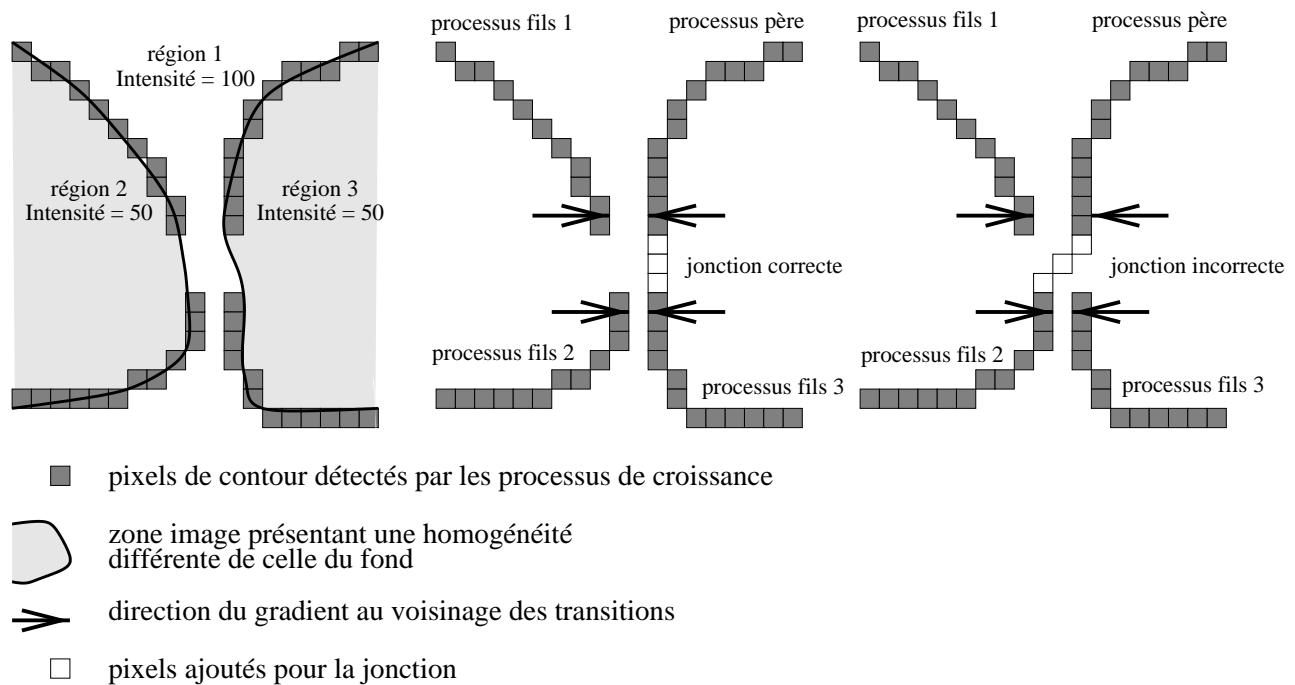 région 1
Intensité = 100
région 2
Intensité = 50
région 3
Intensité = 50
processus fils 1
processus père
jonction correcte
processus fils 2
processus fils 3
processus fils 1
processus père
jonction incorrecte
processus fils 2
processus fils 3
pixels de contour détectés par les processus de croissance
zone image présentant une homogénéité
différente de celle du fond
direction du gradient au voisinage des transitions
pixels ajoutés pour la jonction